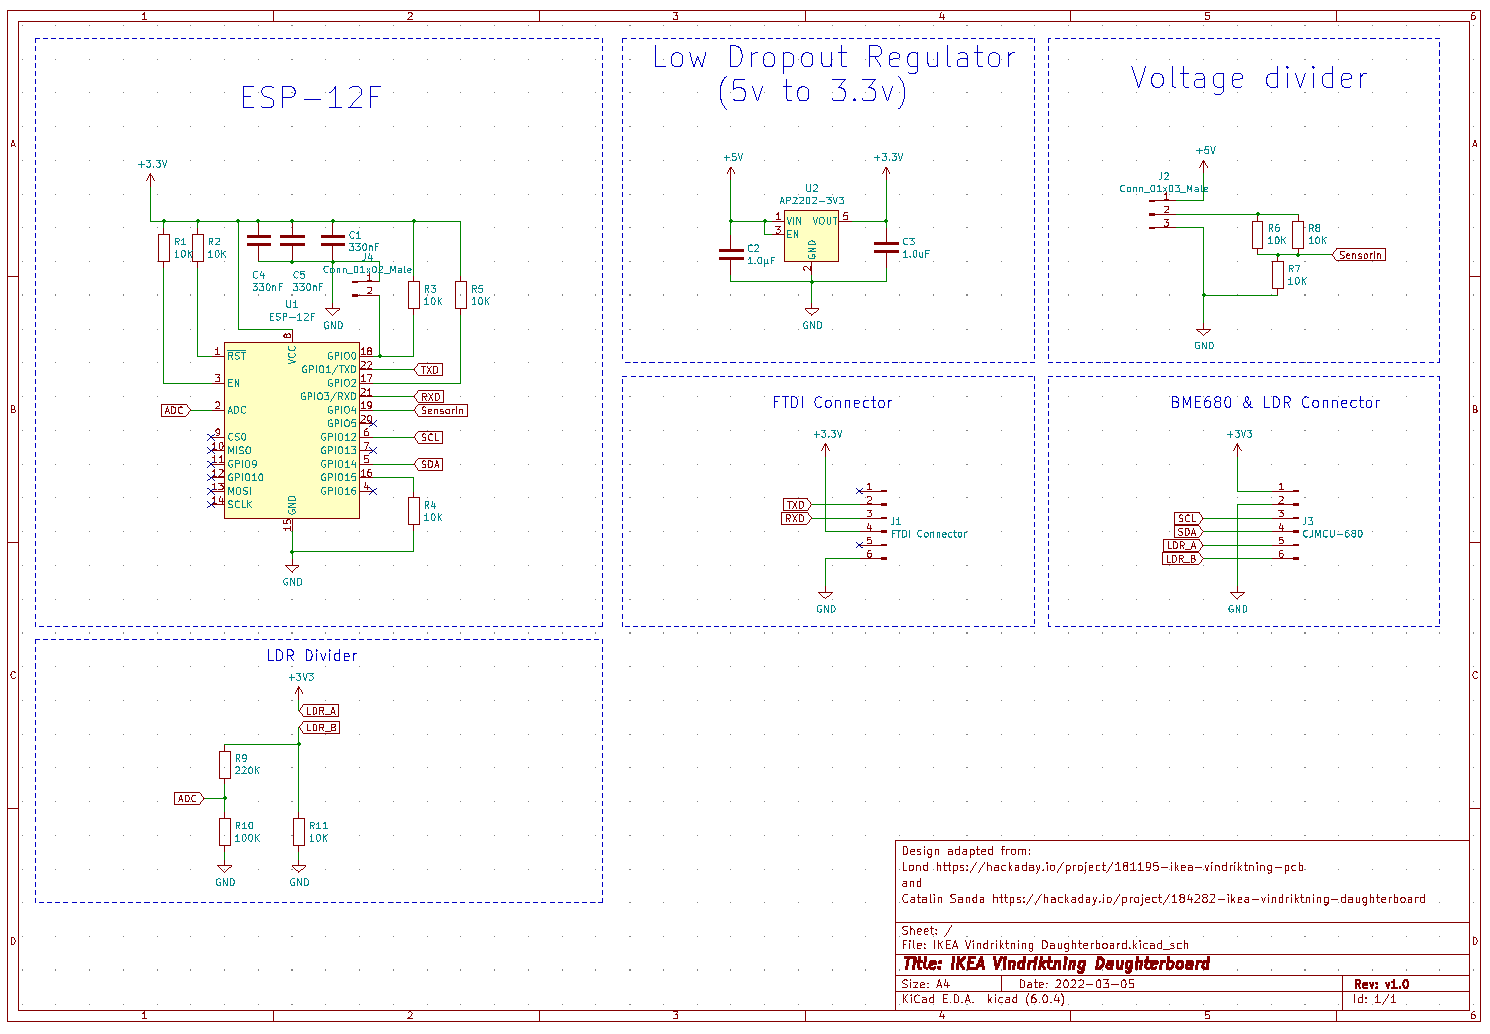 1 2 3 4 5 6
A
B
C
D
ESP-12F
+3.3V
R1
10K
R2
10K
C1
330nF
J4
Conn_01x02_Male
1
2
C4
330nF
C5
330nF
U1
ESP-12F
GND
R3
10K
R5
10K
8
VCC
1 RST
3 EN
ADC 2 ADC
9 CS0
10 MISO
11 GPIO9
12 GPIO10
13 MOSI
14 SCLK
GPIO0 18
GPIO1/TXD 22 TXD
GPIO2 17
GPIO3/RXD 21 RXD
GPIO4 19 SensorIn
GPIO5 20
GPIO12 6 SCL
GPIO13 7
GPIO14 5 SDA
GPIO15 16
GPIO16 4
GND
15
R4
10K
GND
Low Dropout Regulator
(5v to 3.3v)
+5V
+3.3V
U2
AP2202-3V3
1 VIN VOUT 5
3 EN
GND
2
C2
1.0µF
C3
1.0uF
GND
Voltage divider
+5V
J2
Conn_01x03_Male
1
2
3
R6
10K
R8
10K
SensorIn
R7
10K
GND
FTDI Connector
+3.3V
1
TXD 2
RXD 3
4
5
6
J1
FTDI Connector
GND
BME680 & LDR Connector
+3V3
1
2
SCL 3
SDA 4
LDR_A 5
LDR_B 6
J3
CJMCU-680
GND
LDR Divider
+3V3
LDR_A
LDR_B
R9
220K
ADC
R10
100K
R11
10K
GND
GND
Design adapted from:
Lond https://hackaday.io/project/181195-ikea-vindriktning-pcb
and
Catalin Sanda https://hackaday.io/project/184282-ikea-vindriktning-daughterboard
Sheet: /
File: IKEA Vindriktning Daughterboard.kicad_sch
Title: IKEA Vindriktning Daughterboard
Size: A4 Date: 2022-03-05 Rev: v1.0
KiCad E.D.A. kicad (6.0.4) Id: 1/1
A
B
C
D
1 2 3 4 5 6